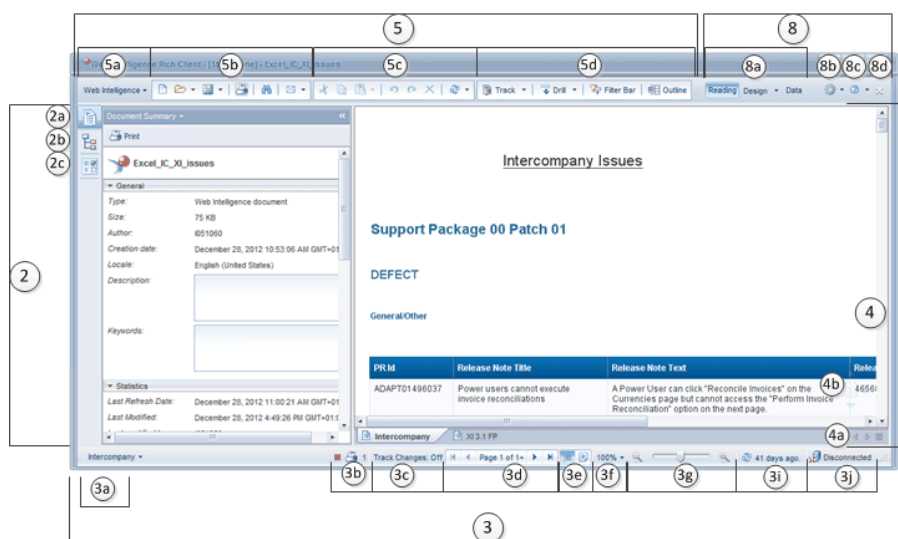 5
8
5a
5b
5c
5d
8a
8b
8c
8d
Web Intelligence Rich Client - [Standalone] - Excel_IC_XI_issues
Web Intelligence
Track
Drill
Filter Bar
Outline
Reading
Design
Data
2
2a
2b
2c
Document Summary
Print
Excel_IC_XI_issues
General
Type: Web Intelligence document
Size: 75 KB
Author: I051060
Creation date: December 28, 2012 10:53:06 AM GMT+01
Locale: English (United States)
Description:
Keywords:
Statistics
Last Refresh Date: December 28, 2012 11:00:21 AM GMT+01
Last Modified: December 28, 2012 4:49:26 PM GMT+01:0
Intercompany Issues
Support Package 00 Patch 01
DEFECT
General/Other
4
PR Id Release Note Title Release Note Text Relea
ADAPT01496037 Power users cannot execute invoice reconciliations
A Power User can click "Reconcile Invoices" on the
Currencies page but cannot access the "Perform Invoice
Reconciliation" option on the next page.
4656
4b
Intercompany
XI 3.1 FP
4a
Intercompany
1
Track Changes: Off
Page 1 of 1+
100%
41 days ago.
Disconnected
3a
3b
3c
3d
3e
3f
3g
3i
3j
3